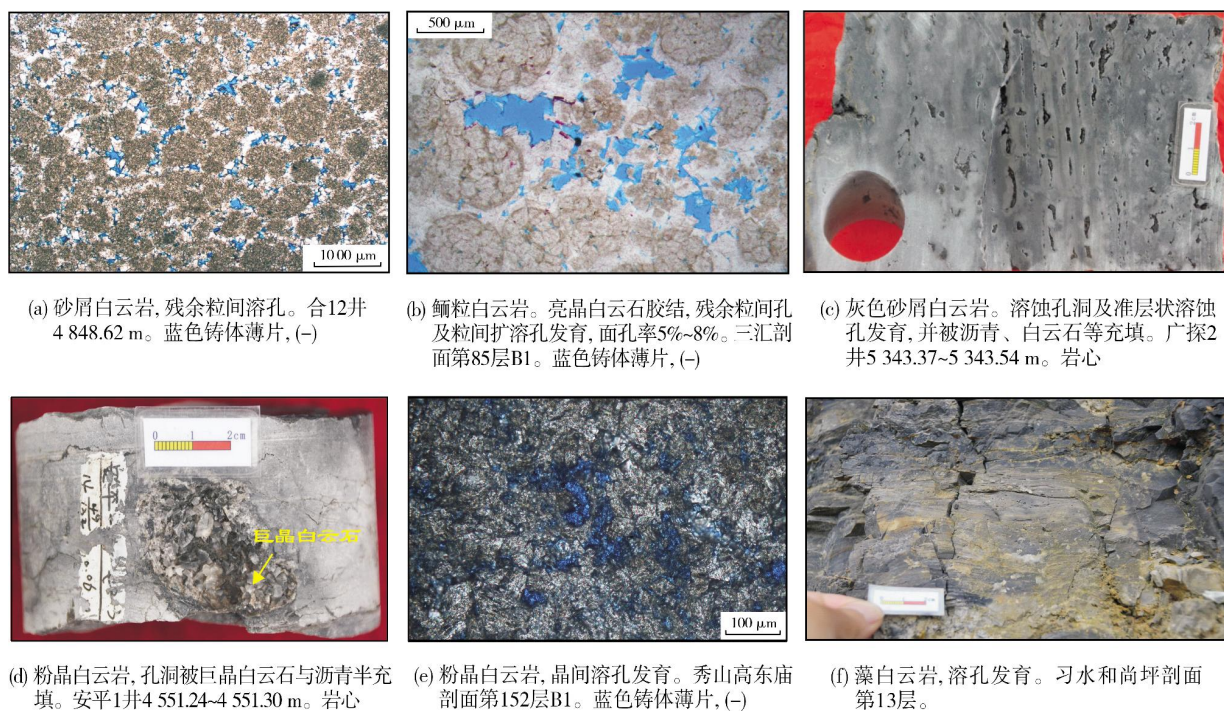 500 μm
1000 μm
(a) 砂屑白云岩, 残余粒间溶孔。合12井
4 848.62 m。蓝色铸体薄片, (−)
(b) 鲕粒白云岩。亮晶白云石胶结, 残余粒间孔
及粒间扩溶孔发育, 面孔率5%~8%。三汇剖
面第85层B1。蓝色铸体薄片, (−)
(c) 灰色砂屑白云岩。溶蚀孔洞及准层状溶蚀
孔发育, 并被沥青、白云石等充填。广探2
井5 343.37~5 343.54 m。岩心
0 1 2cm
巨晶白云石
100 μm
(d) 粉晶白云岩, 孔洞被巨晶白云石与沥青半充
填。安平1井4 551.24~4 551.30 m。岩心
(e) 粉晶白云岩, 晶间溶孔发育。秀山高东庙
剖面第152层B1。蓝色铸体薄片, (−)
(f) 藻白云岩, 溶孔发育。习水和尚坪剖面
第13层。